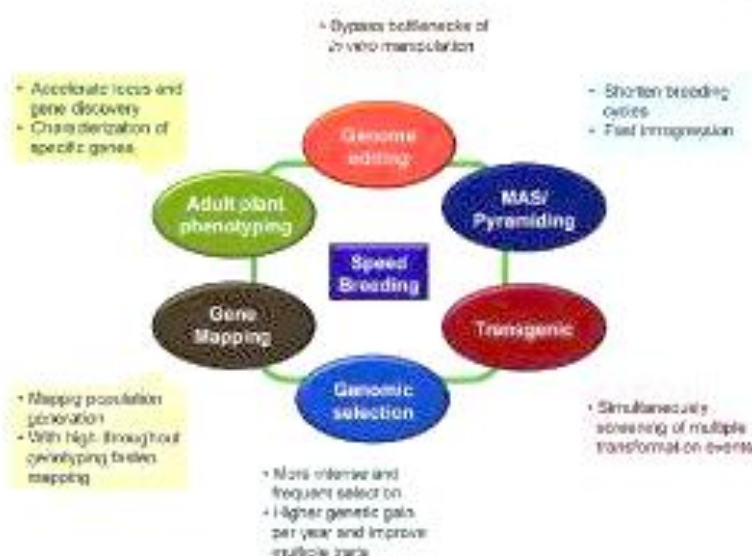 • Bypass bottlenecks of
in vitro manipulation
• Accelerate locus and
gene discovery
• Characterization of
specific genes
• Shorten breeding
cycles
• Fast introgression
Genome
editing
Adult plant
phenotyping
MAS/
Pyramiding
Speed
Breeding
Gene
Mapping
Transgenic
Genomic
selection
• Mappig population
generation
• With high throughout
genotyping fasten
mapping
• Simultaneously
screening of multiple
transformation events
• More intense and
frequent selection
• Higher genetic gain
per year and improve
multiple